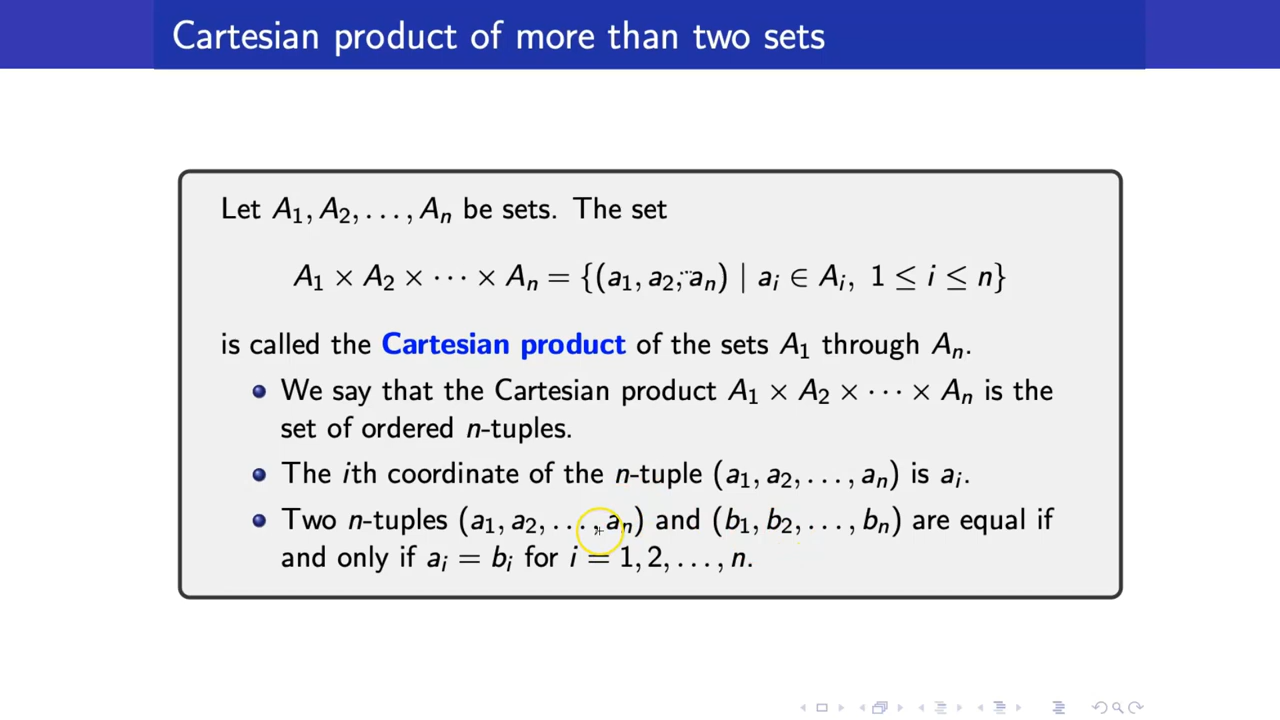 Cartesian product of more than two sets
Let A₁, A₂, . . . , Aₙ be sets. The set
A₁ × A₂ × · · · × Aₙ = {(a₁, a₂, ··· aₙ) | aᵢ ∈ Aᵢ, 1 ≤ i ≤ n}
is called the Cartesian product of the sets A₁ through Aₙ.
We say that the Cartesian product A₁ × A₂ × · · · × Aₙ is the
set of ordered n-tuples.
The ith coordinate of the n-tuple (a₁, a₂, . . . , aₙ) is aᵢ.
Two n-tuples (a₁, a₂, . . . , aₙ) and (b₁, b₂, . . . , bₙ) are equal if
and only if aᵢ = bᵢ for i = 1, 2, . . . , n.